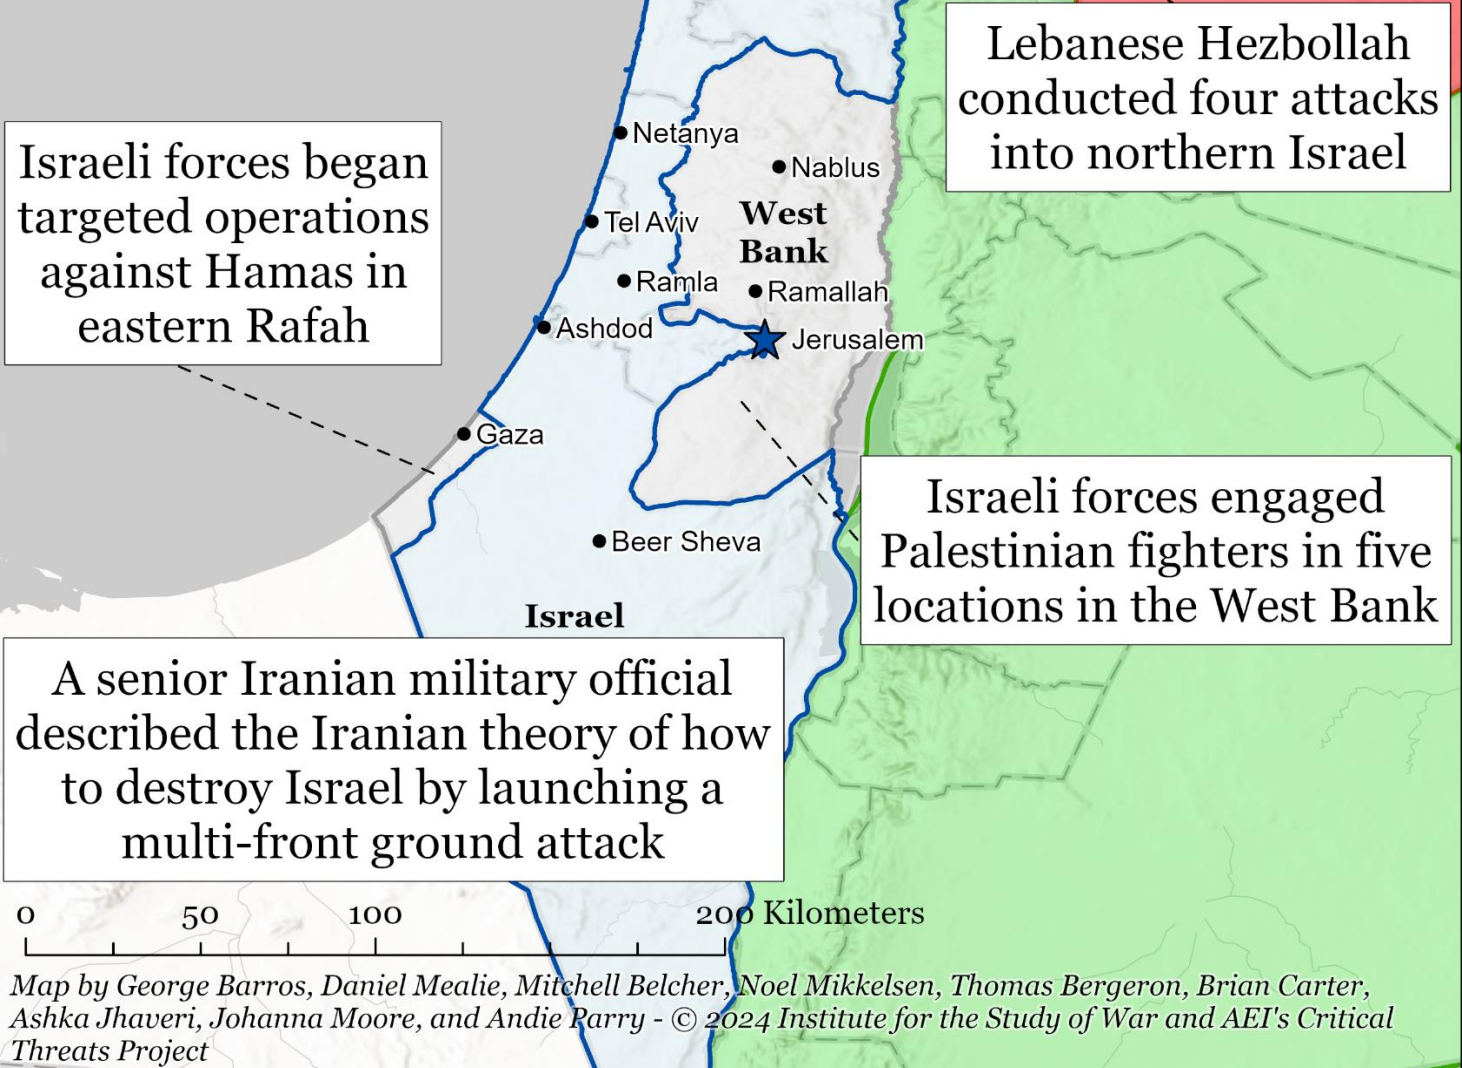 Lebanese Hezbollah
conducted four attacks
into northern Israel
Israeli forces began
targeted operations
against Hamas in
eastern Rafah
Netanya
Nablus
West
Bank
Tel Aviv
Ramla
Ramallah
Ashdod
Jerusalem
Gaza
Israeli forces engaged
Palestinian fighters in five
locations in the West Bank
Beer Sheva
Israel
A senior Iranian military official
described the Iranian theory of how
to destroy Israel by launching a
multi-front ground attack
0 50 100 200 Kilometers
Map by George Barros, Daniel Mealie, Mitchell Belcher, Noel Mikkelsen, Thomas Bergeron, Brian Carter,
Ashka Jhaveri, Johanna Moore, and Andie Parry - © 2024 Institute for the Study of War and AEI's Critical
Threats Project